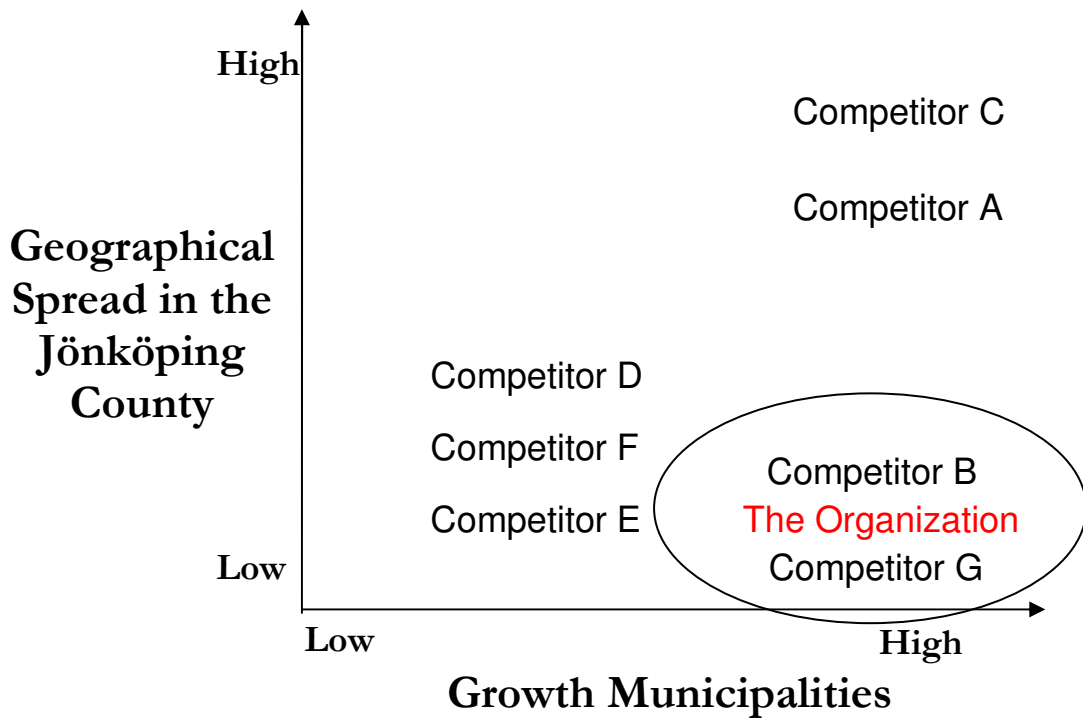 High
Competitor C
Competitor A
Geographical
Spread in the
Jönköping
County
Competitor D
Competitor F
Competitor B
Competitor E
The Organization
Low
Competitor G
Low
High
Growth Municipalities